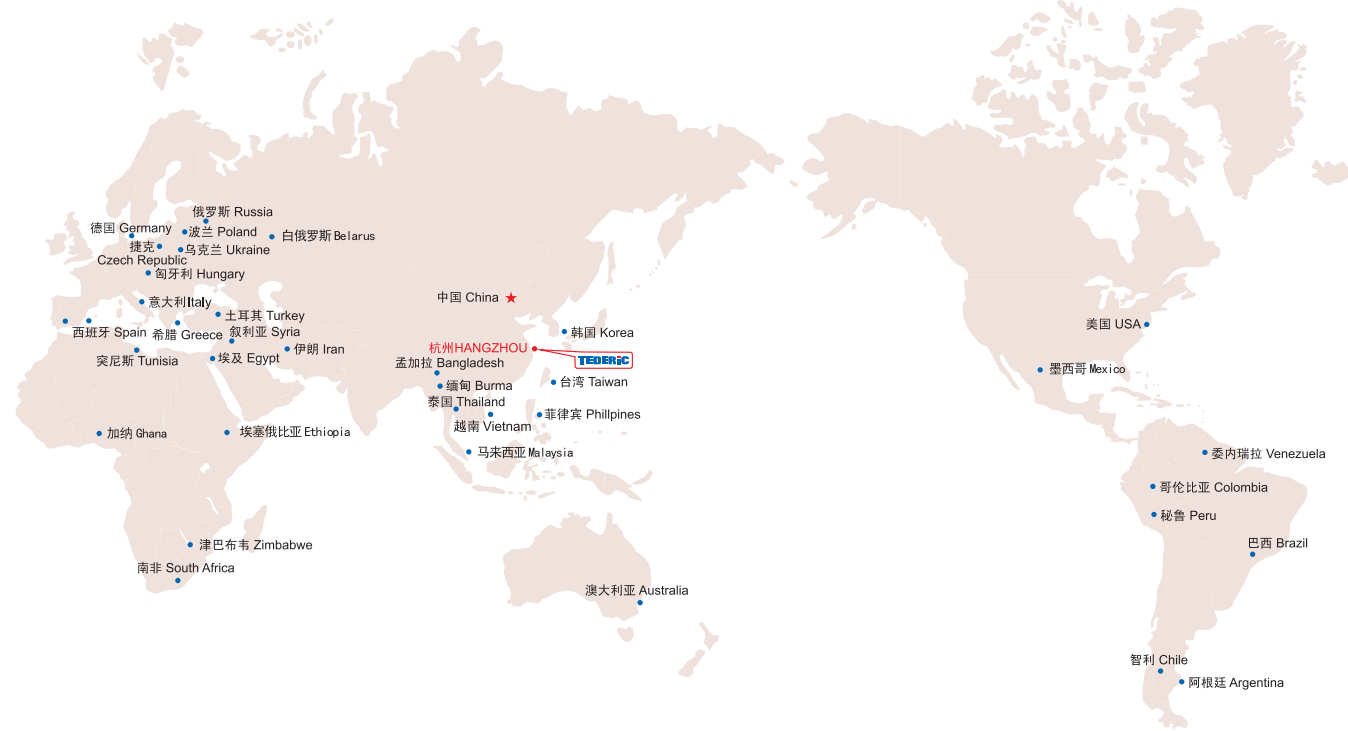 俄罗斯 Russia
德国 Germany
波兰 Poland
白俄罗斯 Belarus
捷克
Czech Republic
乌克兰 Ukraine
匈牙利 Hungary
意大利Italy
土耳其 Turkey
西班牙 Spain
希腊 Greece
叙利亚 Syria
突尼斯 Tunisia
埃及 Egypt
伊朗 Iran
中国 China
韩国 Korea
杭州HANGZHOU
TEDERIC
孟加拉 Bangladesh
缅甸 Burma
台湾 Taiwan
泰国 Thailand
菲律宾 Phillpines
越南 Vietnam
马来西亚 Malaysia
加纳 Ghana
埃塞俄比亚 Ethiopia
津巴布韦 Zimbabwe
南非 South Africa
澳大利亚 Australia
美国 USA
墨西哥 Mexico
委内瑞拉 Venezuela
哥伦比亚 Colombia
秘鲁 Peru
巴西 Brazil
智利 Chile
阿根廷 Argentina